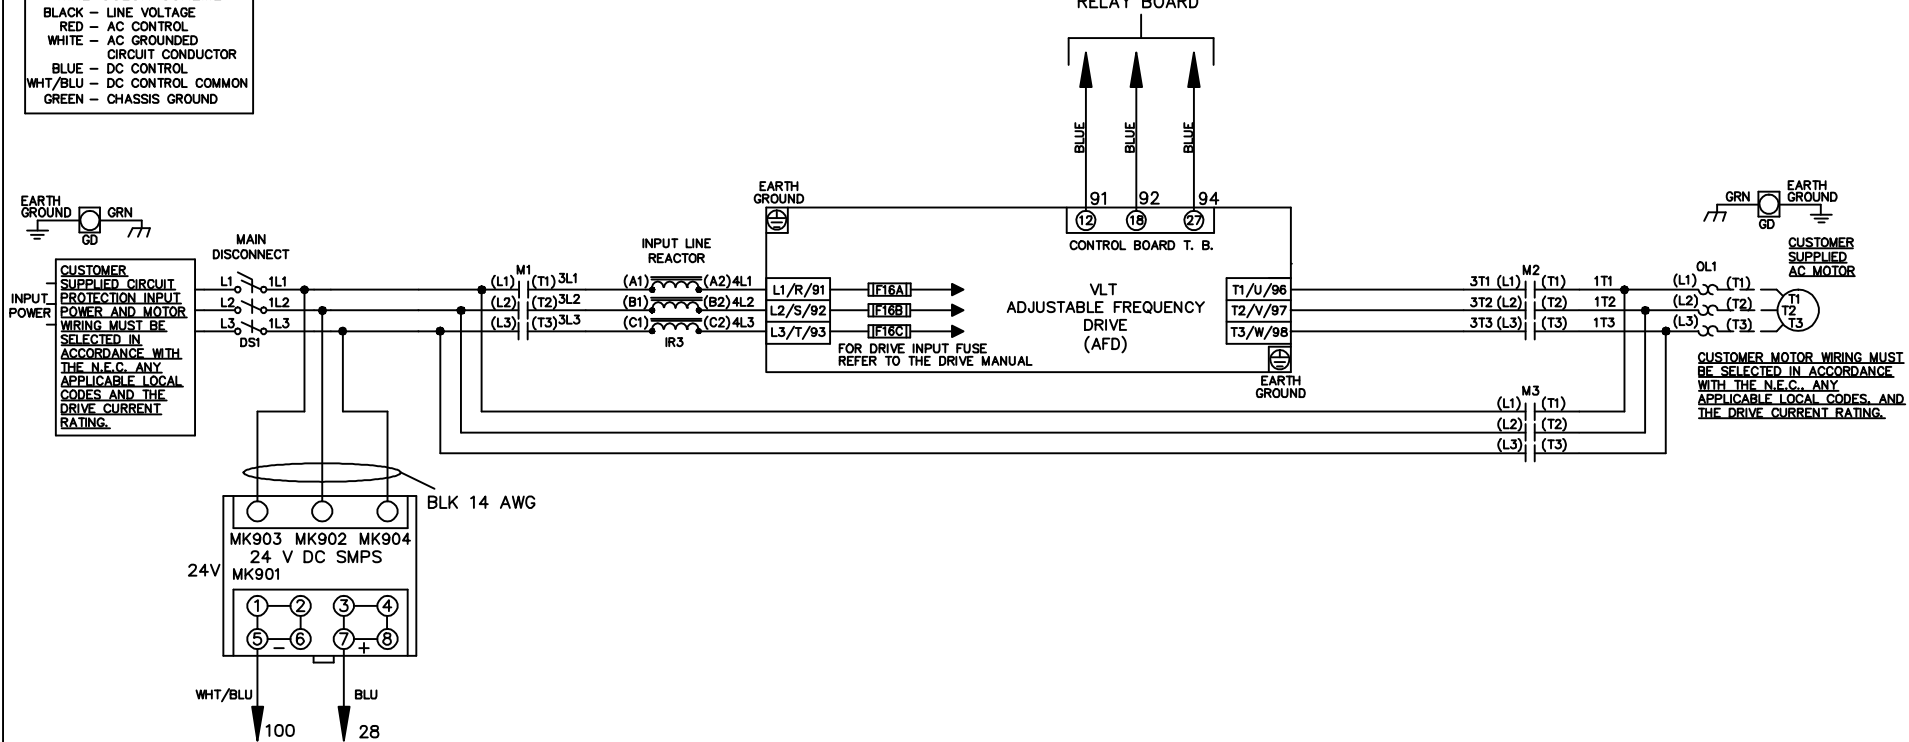 BLACK – LINE VOLTAGE
RED – AC CONTROL
WHITE – AC GROUNDED
CIRCUIT CONDUCTOR
BLUE – DC CONTROL
WHT/BLU – DC CONTROL COMMON
GREEN – CHASSIS GROUND
RELAY BOARD
BLUE
BLUE
BLUE
91 92 94
12 18 27
CONTROL BOARD T. B.
EARTH
GROUND
GRN
GD
MAIN
DISCONNECT
L1 1L1
L2 1L2
L3 1L3
DS1
INPUT
POWER
CUSTOMER
SUPPLIED CIRCUIT
PROTECTION INPUT
POWER AND MOTOR
WIRING MUST BE
SELECTED IN
ACCORDANCE WITH
THE N.E.C. ANY
APPLICABLE LOCAL
CODES AND THE
DRIVE CURRENT
RATING.
M1
(L1) (T1) 3L1
(L2) (T2) 3L2
(L3) (T3) 3L3
INPUT LINE
REACTOR
(A1) (A2) 4L1
(B1) (B2) 4L2
(C1) (C2) 4L3
IR3
EARTH
GROUND
L1/R/91
L2/S/92
L3/T/93
F16A
F16B
F16C
FOR DRIVE INPUT FUSE
REFER TO THE DRIVE MANUAL
VLT
ADJUSTABLE FREQUENCY
DRIVE
(AFD)
T1/U/96
T2/V/97
T3/W/98
EARTH
GROUND
M2
3T1 (L1) (T1) 1T1
3T2 (L2) (T2) 1T2
3T3 (L3) (T3) 1T3
M3
(L1) (T1)
(L2) (T2)
(L3) (T3)
OL1
(L1) (T1)
(L2) (T2)
(L3) (T3)
T1
T2
T3
GRN
EARTH
GROUND
GD
CUSTOMER
SUPPLIED
AC MOTOR
CUSTOMER MOTOR WIRING MUST
BE SELECTED IN ACCORDANCE
WITH THE N.E.C., ANY
APPLICABLE LOCAL CODES, AND
THE DRIVE CURRENT RATING.
BLK 14 AWG
MK903 MK902 MK904
24 V DC SMPS
24V
MK901
1 2 3 4
5 6 7 8
– +
WHT/BLU BLU
100 28